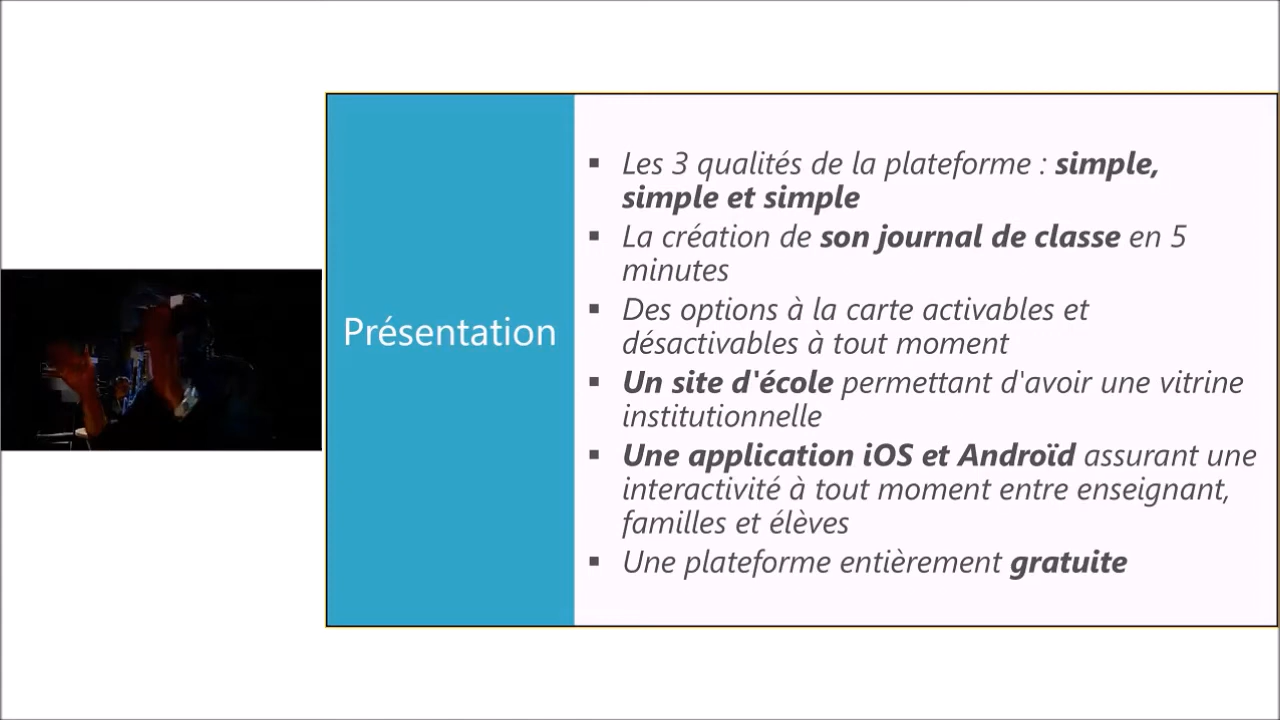 Présentation
▪ Les 3 qualités de la plateforme : simple,
simple et simple
▪ La création de son journal de classe en 5
minutes
▪ Des options à la carte activables et
désactivables à tout moment
▪ Un site d'école permettant d'avoir une vitrine
institutionnelle
▪ Une application iOS et Androïd assurant une
interactivité à tout moment entre enseignant,
familles et élèves
▪ Une plateforme entièrement gratuite